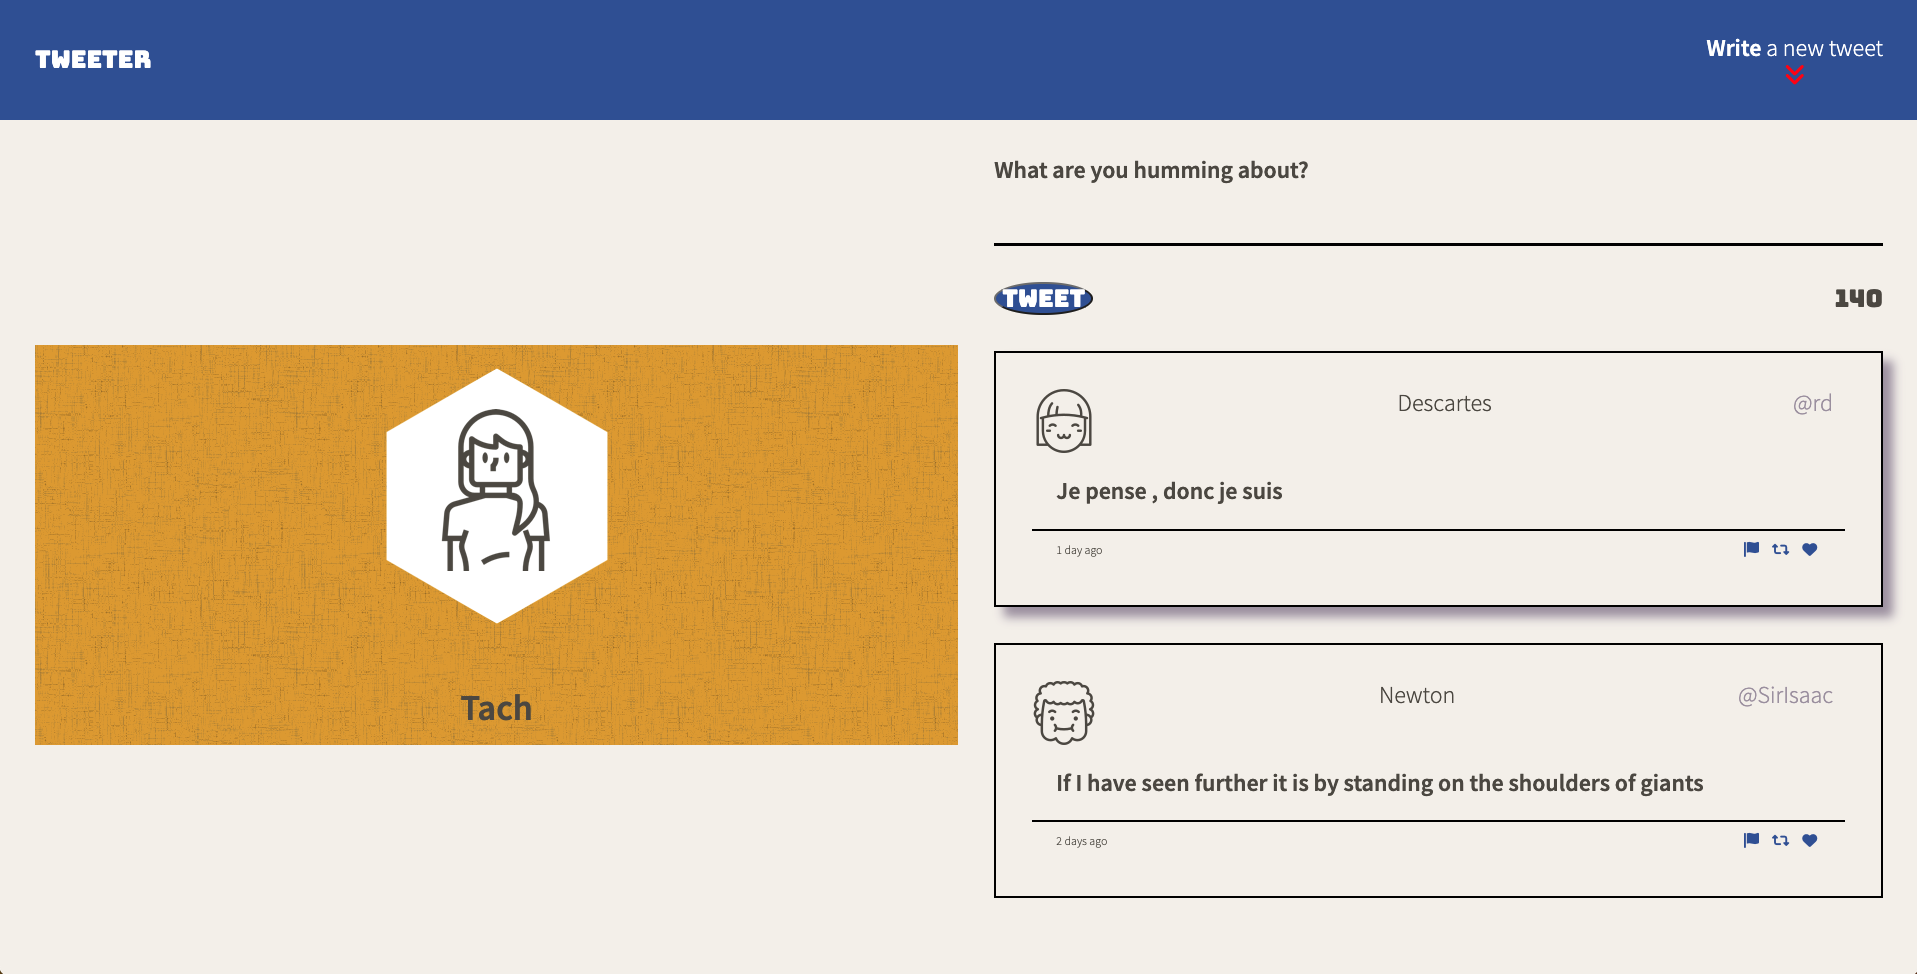 TWEETER
Write a new tweet
What are you humming about?
TWEET
140
Tach
Descartes
@rd
Je pense , donc je suis
1 day ago
Newton
@SirIsaac
If I have seen further it is by standing on the shoulders of giants
2 days ago